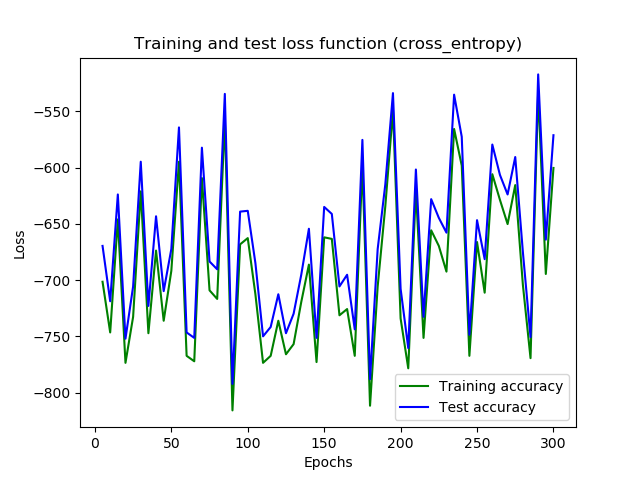 Training and test loss function (cross_entropy)
−550
−600
−650
−700
−750
−800
Loss
Training accuracy
Test accuracy
0 50 100 150 200 250 300
Epochs